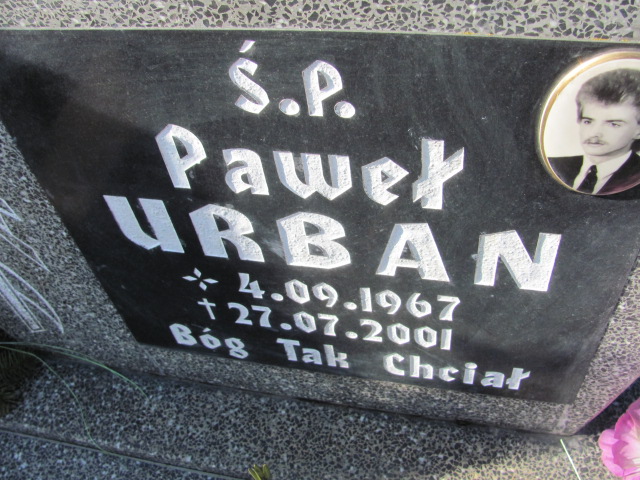 Ś.P.
Paweł
URBAN
4.09.1967
† 27.07.2001
Bóg Tak Chciał